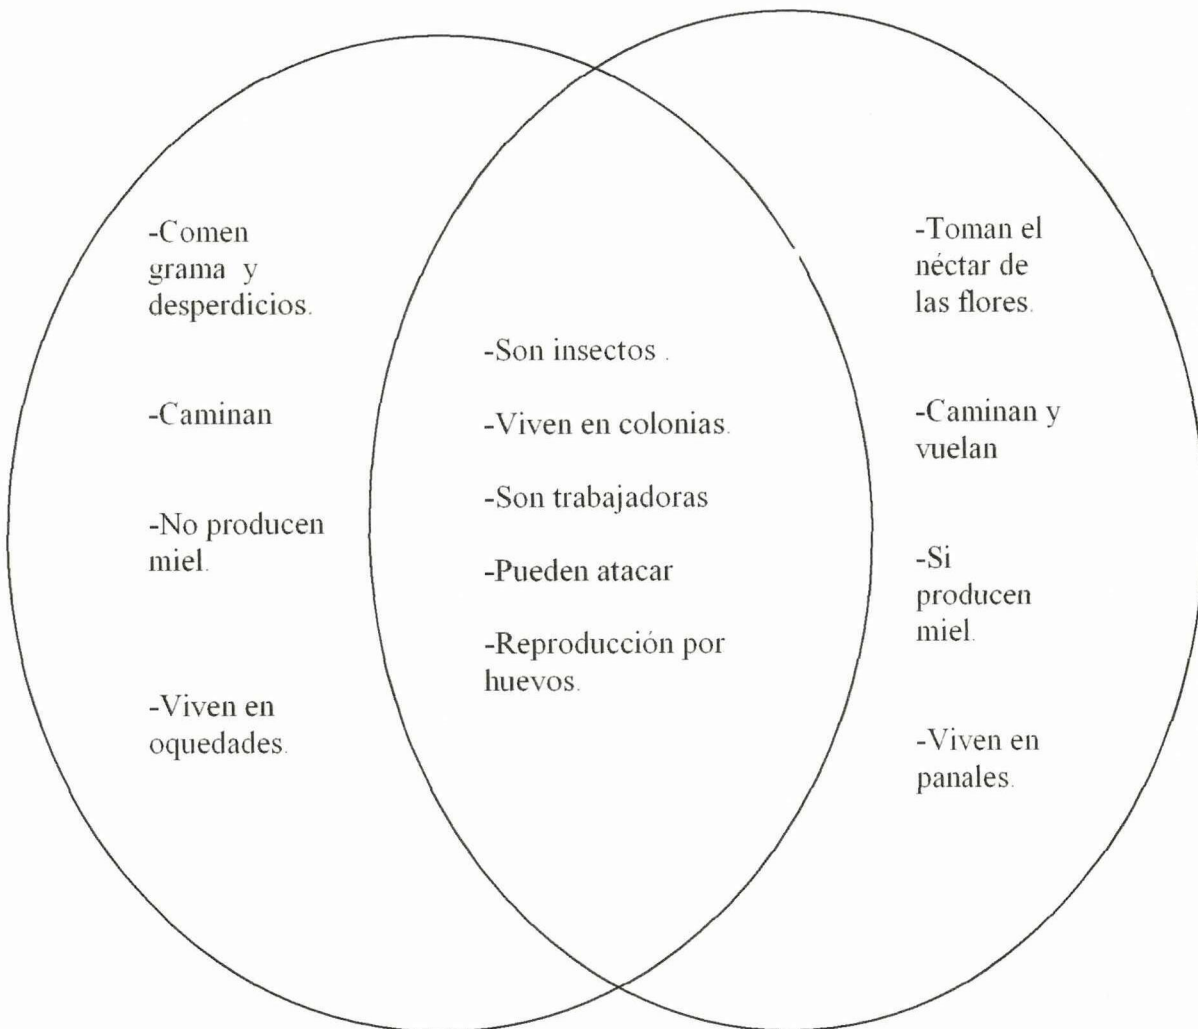 -Comen
grama y
desperdicios.
-Caminan
-No producen
miel.
-Viven en
oquedades.
-Son insectos .
-Viven en colonias.
-Son trabajadoras
-Pueden atacar
-Reproducción por
huevos.
-Toman el
néctar de
las flores.
-Caminan y
vuelan
-Si
producen
miel.
-Viven en
panales.